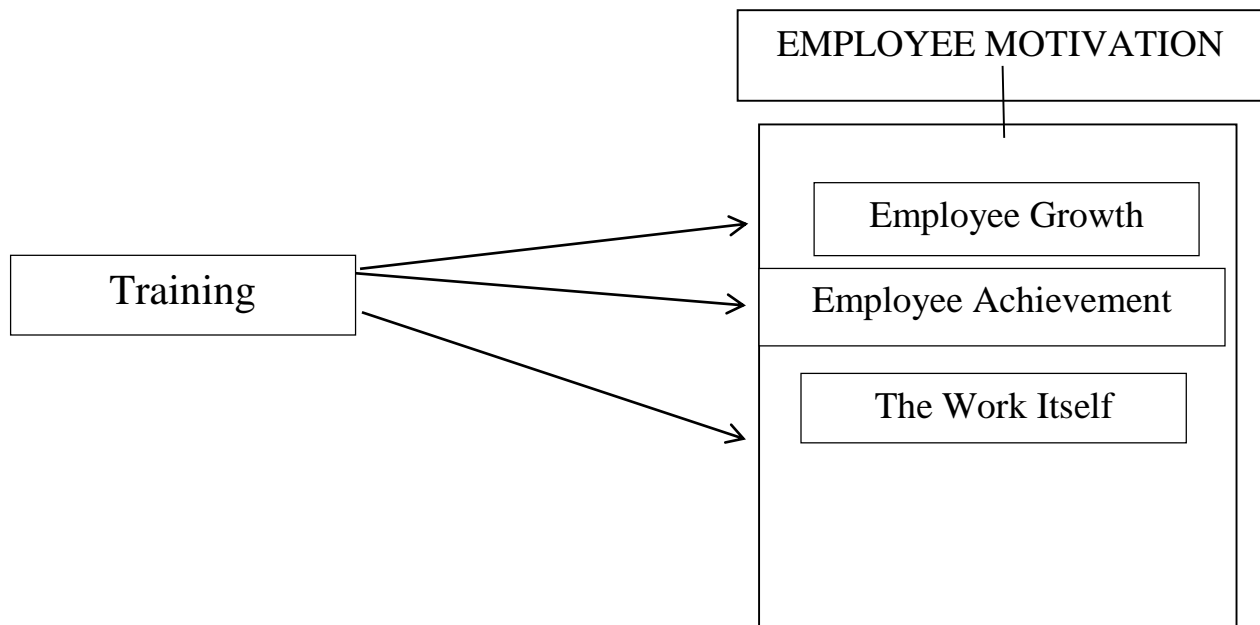 EMPLOYEE MOTIVATION
Employee Growth
Training
Employee Achievement
The Work Itself